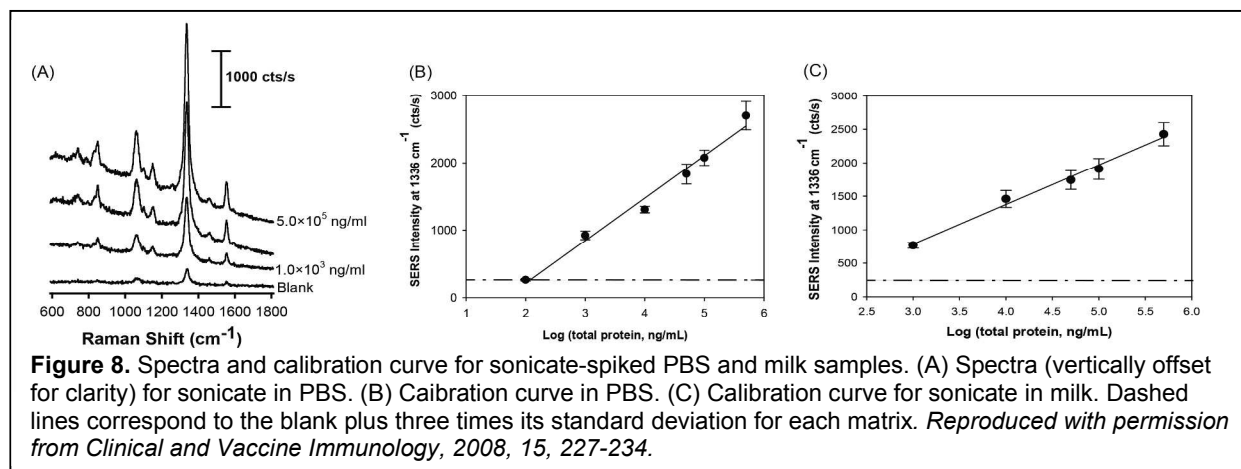 (A)
1000 cts/s
5.0×10⁵ ng/ml
1.0×10³ ng/ml
Blank
600 800 1000 1200 1400 1600 1800
Raman Shift (cm⁻¹)
(B)
SERS Intensity at 1336 cm⁻¹ (cts/s)
3000
2000
1000
0
1 2 3 4 5 6
Log (total protein, ng/mL)
(C)
SERS Intensity at 1336 cm⁻¹ (cts/s)
3000
2500
2000
1500
1000
500
0
2.5 3.0 3.5 4.0 4.5 5.0 5.5 6.0
Log (total protein, ng/mL)
Figure 8. Spectra and calibration curve for sonicate-spiked PBS and milk samples. (A) Spectra (vertically offset
for clarity) for sonicate in PBS. (B) Caibration curve in PBS. (C) Calibration curve for sonicate in milk. Dashed
lines correspond to the blank plus three times its standard deviation for each matrix. Reproduced with permission
from Clinical and Vaccine Immunology, 2008, 15, 227-234.